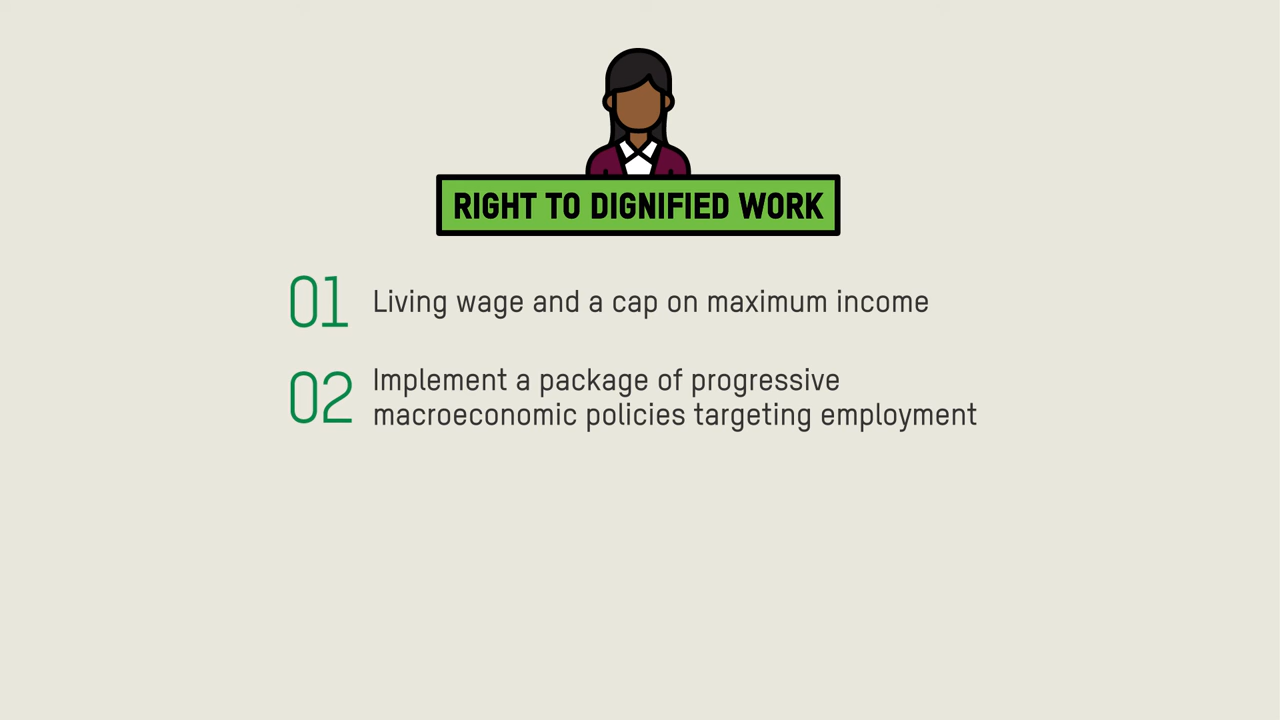 RIGHT TO DIGNIFIED WORK
01 Living wage and a cap on maximum income
02 Implement a package of progressive
macroeconomic policies targeting employment